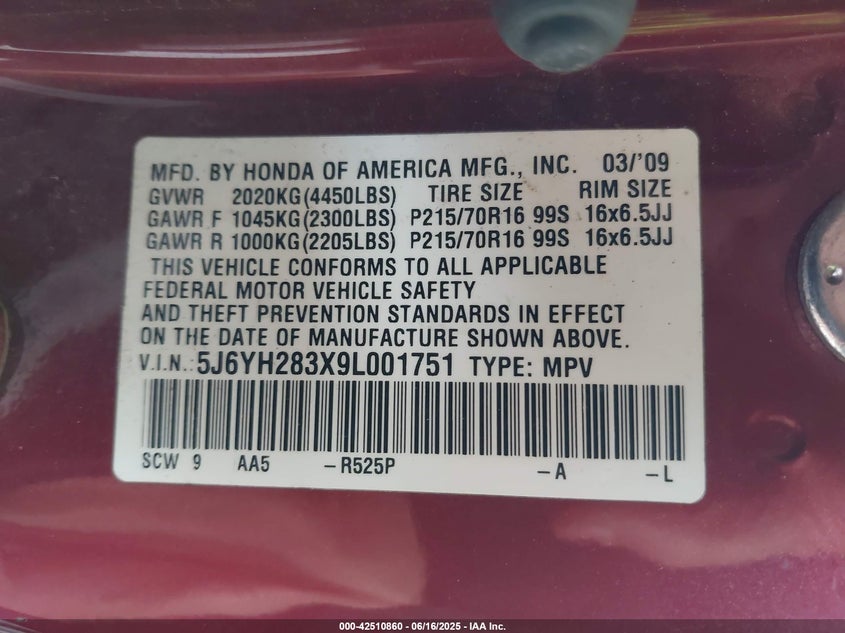 MFD. BY HONDA OF AMERICA MFG., INC. 03/'09
GVWR 2020KG(4450LBS) TIRE SIZE RIM SIZE
GAWR F 1045KG(2300LBS) P215/70R16 99S 16x6.5JJ
GAWR R 1000KG(2205LBS) P215/70R16 99S 16x6.5JJ
THIS VEHICLE CONFORMS TO ALL APPLICABLE
FEDERAL MOTOR VEHICLE SAFETY
AND THEFT PREVENTION STANDARDS IN EFFECT
ON THE DATE OF MANUFACTURE SHOWN ABOVE.
V.I.N.: 5J6YH283X9L001751 TYPE: MPV
SCW 9 AA5 -R525P -A -L
000-42510860 - 06/16/2025 - IAA Inc.